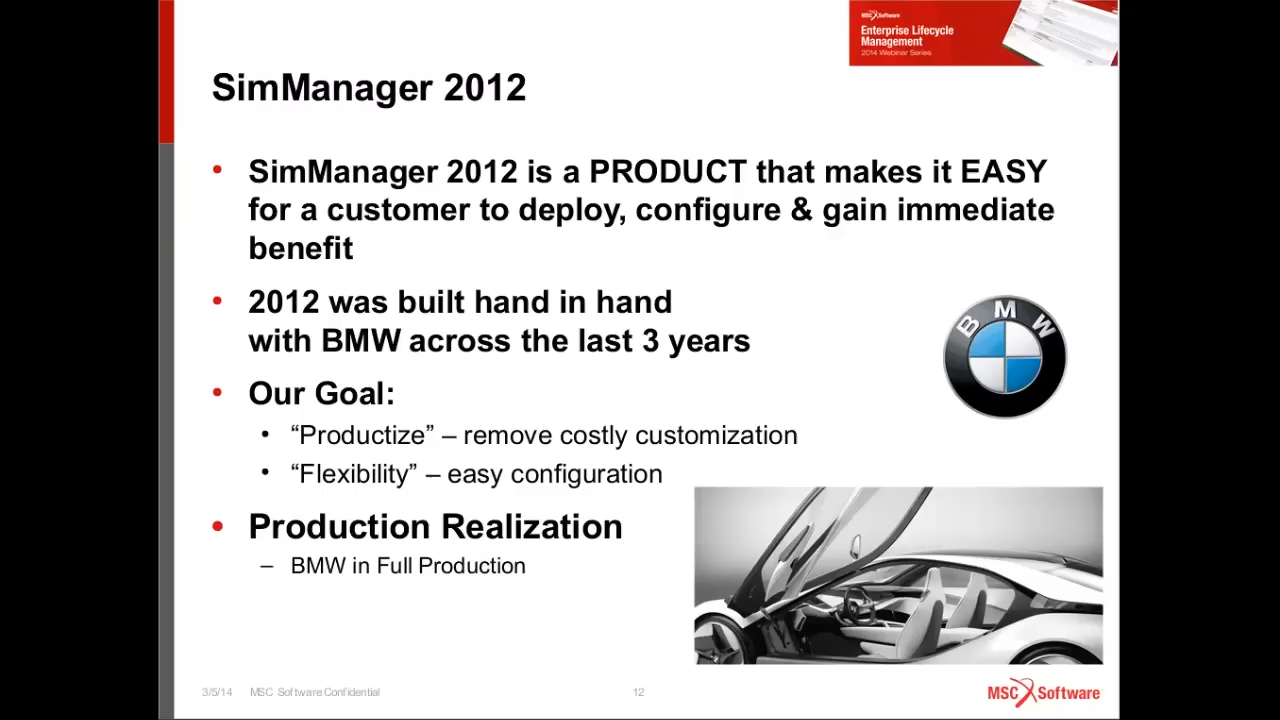 MSC Software
Enterprise Lifecycle
Management
2014 Webinar Series
SimManager 2012
• SimManager 2012 is a PRODUCT that makes it EASY
for a customer to deploy, configure & gain immediate
benefit
• 2012 was built hand in hand
with BMW across the last 3 years
BMW
• Our Goal:
• “Productize” – remove costly customization
• “Flexibility” – easy configuration
• Production Realization
– BMW in Full Production
3/5/14 MSC Software Confidential 12
MSC Software